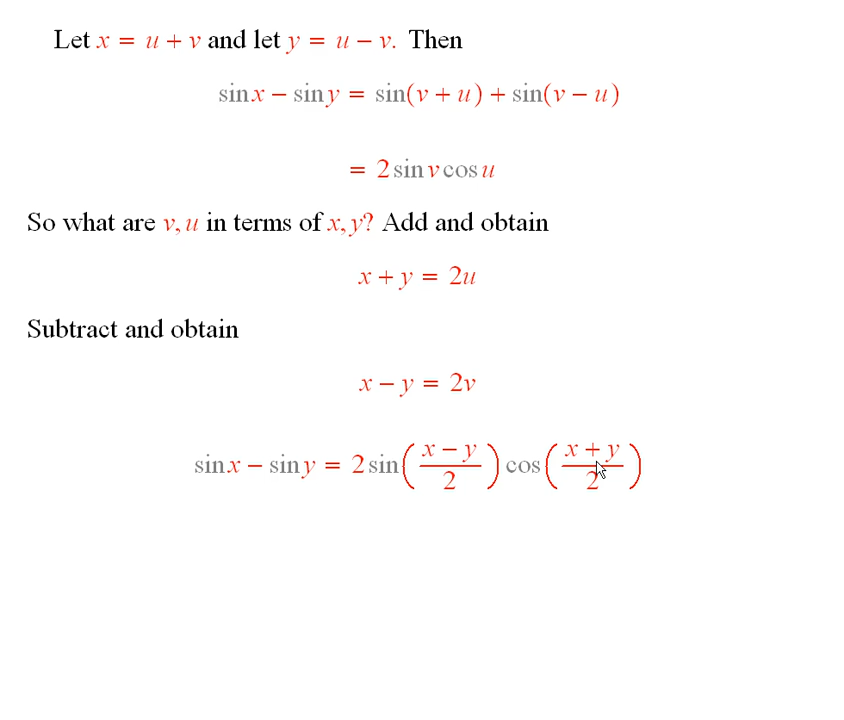 Let x = u + v and let y = u − v. Then
sin x − sin y = sin(v + u) + sin(v − u)
= 2 sin v cos u
So what are v, u in terms of x, y? Add and obtain
x + y = 2u
Subtract and obtain
x − y = 2v
sin x − sin y = 2 sin((x − y)/2) cos((x + y)/2)